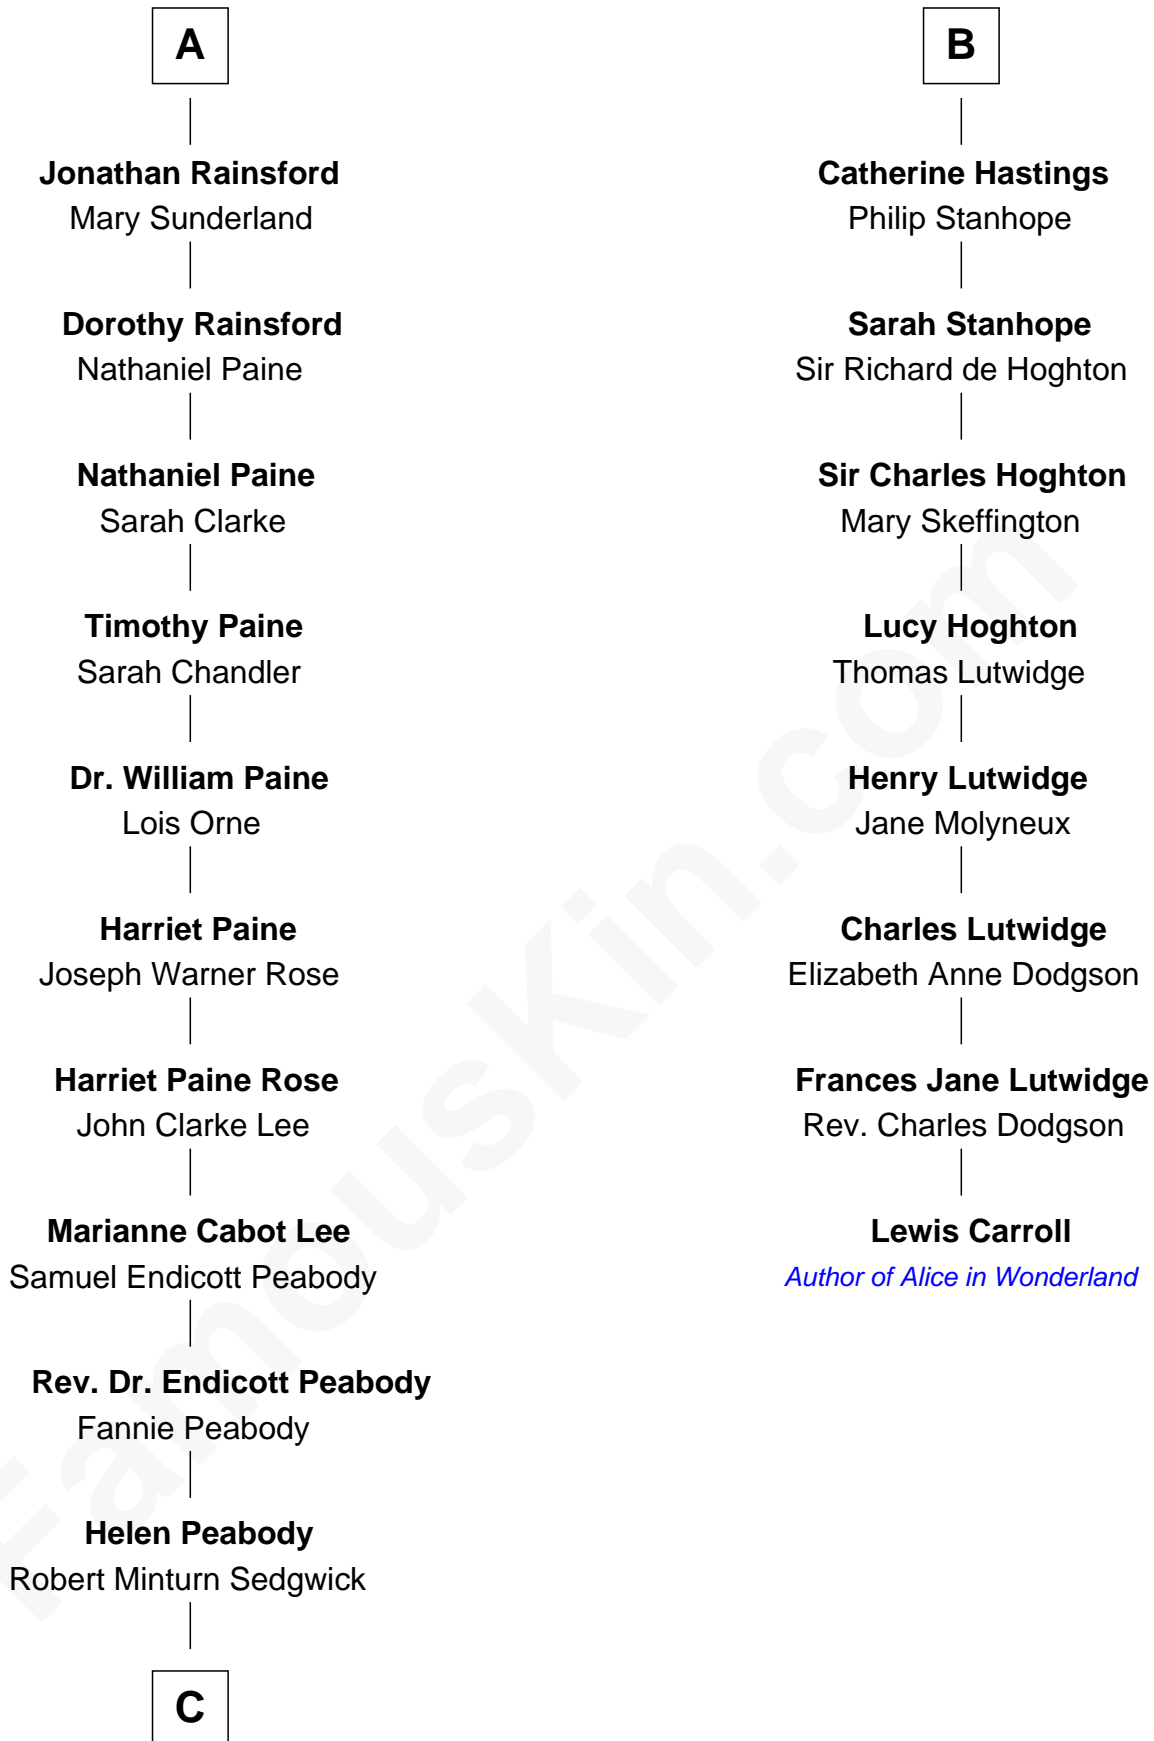 A
Jonathan Rainsford
Mary Sunderland
Dorothy Rainsford
Nathaniel Paine
Nathaniel Paine
Sarah Clarke
Timothy Paine
Sarah Chandler
Dr. William Paine
Lois Orne
Harriet Paine
Joseph Warner Rose
Harriet Paine Rose
John Clarke Lee
Marianne Cabot Lee
Samuel Endicott Peabody
Rev. Dr. Endicott Peabody
Fannie Peabody
Helen Peabody
Robert Minturn Sedgwick
C
B
Catherine Hastings
Philip Stanhope
Sarah Stanhope
Sir Richard de Hoghton
Sir Charles Hoghton
Mary Skeffington
Lucy Hoghton
Thomas Lutwidge
Henry Lutwidge
Jane Molyneux
Charles Lutwidge
Elizabeth Anne Dodgson
Frances Jane Lutwidge
Rev. Charles Dodgson
Lewis Carroll
Author of Alice in Wonderland
FamousKin.com